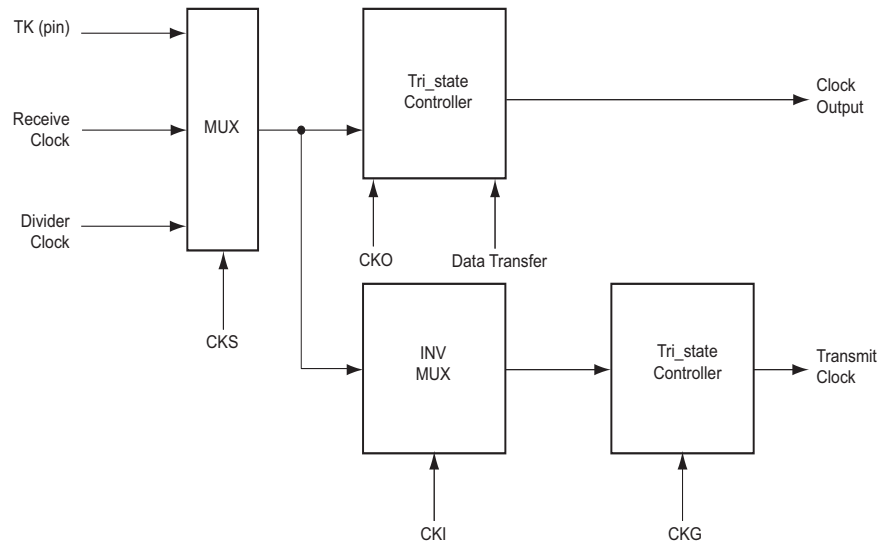 TK (pin)
Receive
Clock
Divider
Clock
MUX
CKS
Tri_state
Controller
CKO
Data Transfer
Clock
Output
INV
MUX
CKI
Tri_state
Controller
CKG
Transmit
Clock